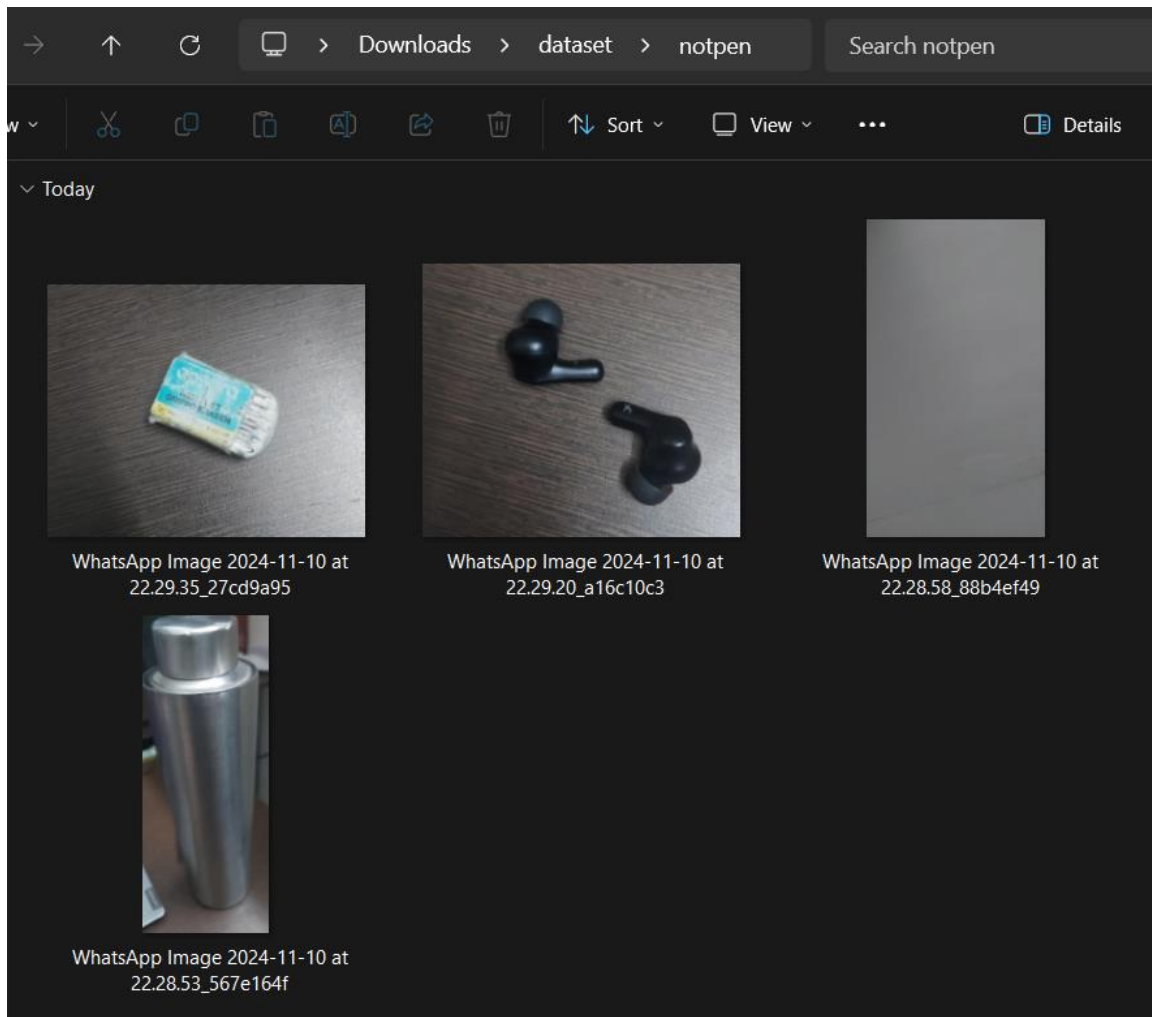 Downloads > dataset > notpen
Search notpen
w
Sort
View
Details
Today
WhatsApp Image 2024-11-10 at
22.29.35_27cd9a95
WhatsApp Image 2024-11-10 at
22.29.20_a16c10c3
WhatsApp Image 2024-11-10 at
22.28.58_88b4ef49
WhatsApp Image 2024-11-10 at
22.28.53_567e164f